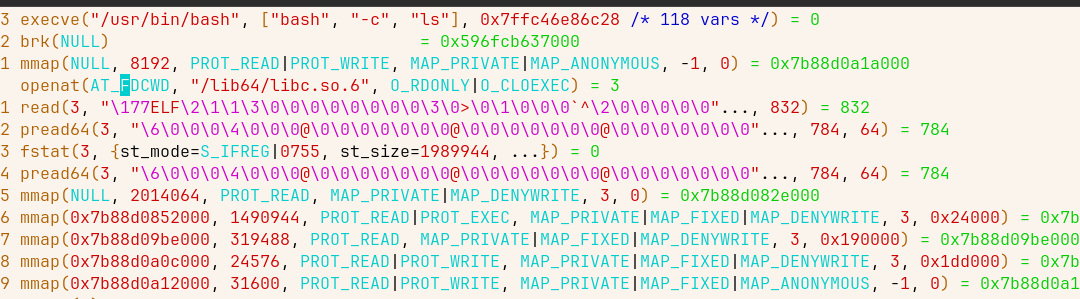 3 execve("/usr/bin/bash", ["bash", "-c", "ls"], 0x7ffc46e86c28 /* 118 vars */) = 0
2 brk(NULL)                               = 0x596fcb637000
1 mmap(NULL, 8192, PROT_READ|PROT_WRITE, MAP_PRIVATE|MAP_ANONYMOUS, -1, 0) = 0x7b88d0a1a000
  openat(AT_FDCWD, "/lib64/libc.so.6", O_RDONLY|O_CLOEXEC) = 3
1 read(3, "\177ELF\2\1\1\3\0\0\0\0\0\0\0\0\3\0>\0\1\0\0\0`^\2\0\0\0\0\0"..., 832) = 832
2 pread64(3, "\6\0\0\0\4\0\0\0@\0\0\0\0\0\0\0@\0\0\0\0\0\0\0@\0\0\0\0\0\0\0"..., 784, 64) = 784
3 fstat(3, {st_mode=S_IFREG|0755, st_size=1989944, ...}) = 0
4 pread64(3, "\6\0\0\0\4\0\0\0@\0\0\0\0\0\0\0@\0\0\0\0\0\0\0@\0\0\0\0\0\0\0"..., 784, 64) = 784
5 mmap(NULL, 2014064, PROT_READ, MAP_PRIVATE|MAP_DENYWRITE, 3, 0) = 0x7b88d082e000
6 mmap(0x7b88d0852000, 1490944, PROT_READ|PROT_EXEC, MAP_PRIVATE|MAP_FIXED|MAP_DENYWRITE, 3, 0x24000) = 0x7b
7 mmap(0x7b88d09be000, 319488, PROT_READ, MAP_PRIVATE|MAP_FIXED|MAP_DENYWRITE, 3, 0x190000) = 0x7b88d09be000
8 mmap(0x7b88d0a0c000, 24576, PROT_READ|PROT_WRITE, MAP_PRIVATE|MAP_FIXED|MAP_DENYWRITE, 3, 0x1dd000) = 0x7b
9 mmap(0x7b88d0a12000, 31600, PROT_READ|PROT_WRITE, MAP_PRIVATE|MAP_FIXED|MAP_ANONYMOUS, -1, 0) = 0x7b88d0a1